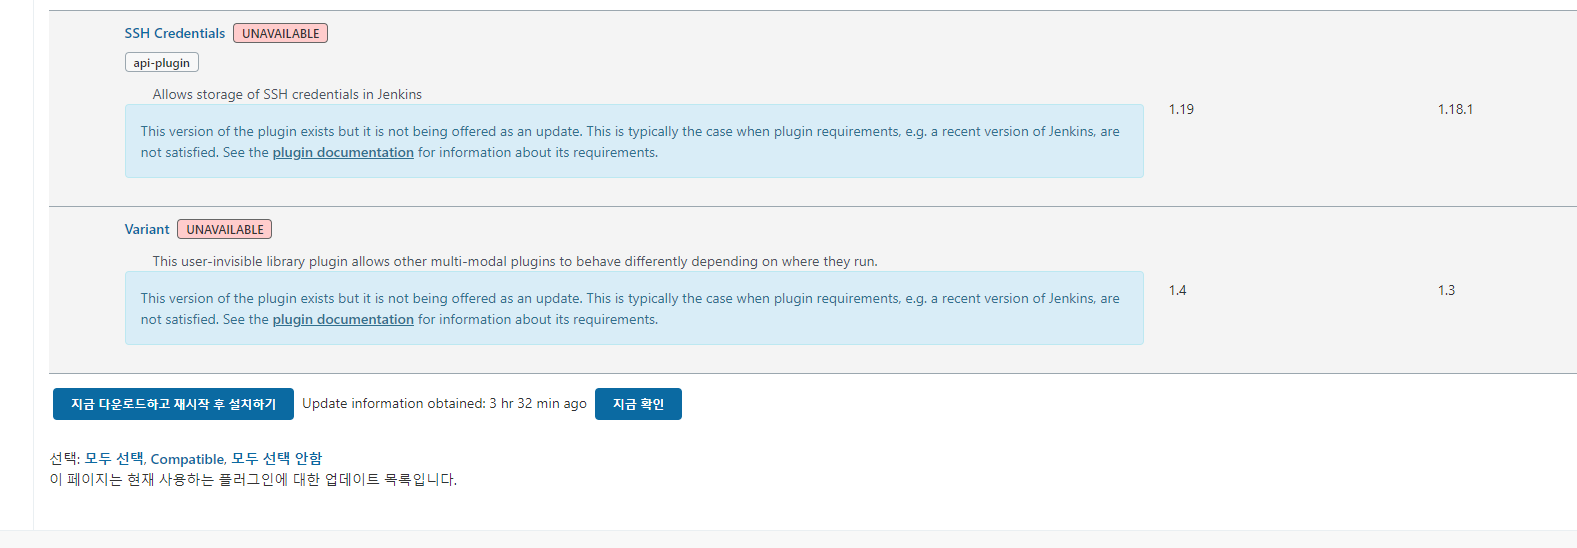 SSH Credentials UNAVAILABLE
api-plugin
Allows storage of SSH credentials in Jenkins
1.19 1.18.1
This version of the plugin exists but it is not being offered as an update. This is typically the case when plugin requirements, e.g. a recent version of Jenkins, are
not satisfied. See the plugin documentation for information about its requirements.
Variant UNAVAILABLE
This user-invisible library plugin allows other multi-modal plugins to behave differently depending on where they run.
1.4 1.3
This version of the plugin exists but it is not being offered as an update. This is typically the case when plugin requirements, e.g. a recent version of Jenkins, are
not satisfied. See the plugin documentation for information about its requirements.
지금 다운로드하고 재시작 후 설치하기 Update information obtained: 3 hr 32 min ago 지금 확인
선택: 모두 선택, Compatible, 모두 선택 안함
이 페이지는 현재 사용하는 플러그인에 대한 업데이트 목록입니다.